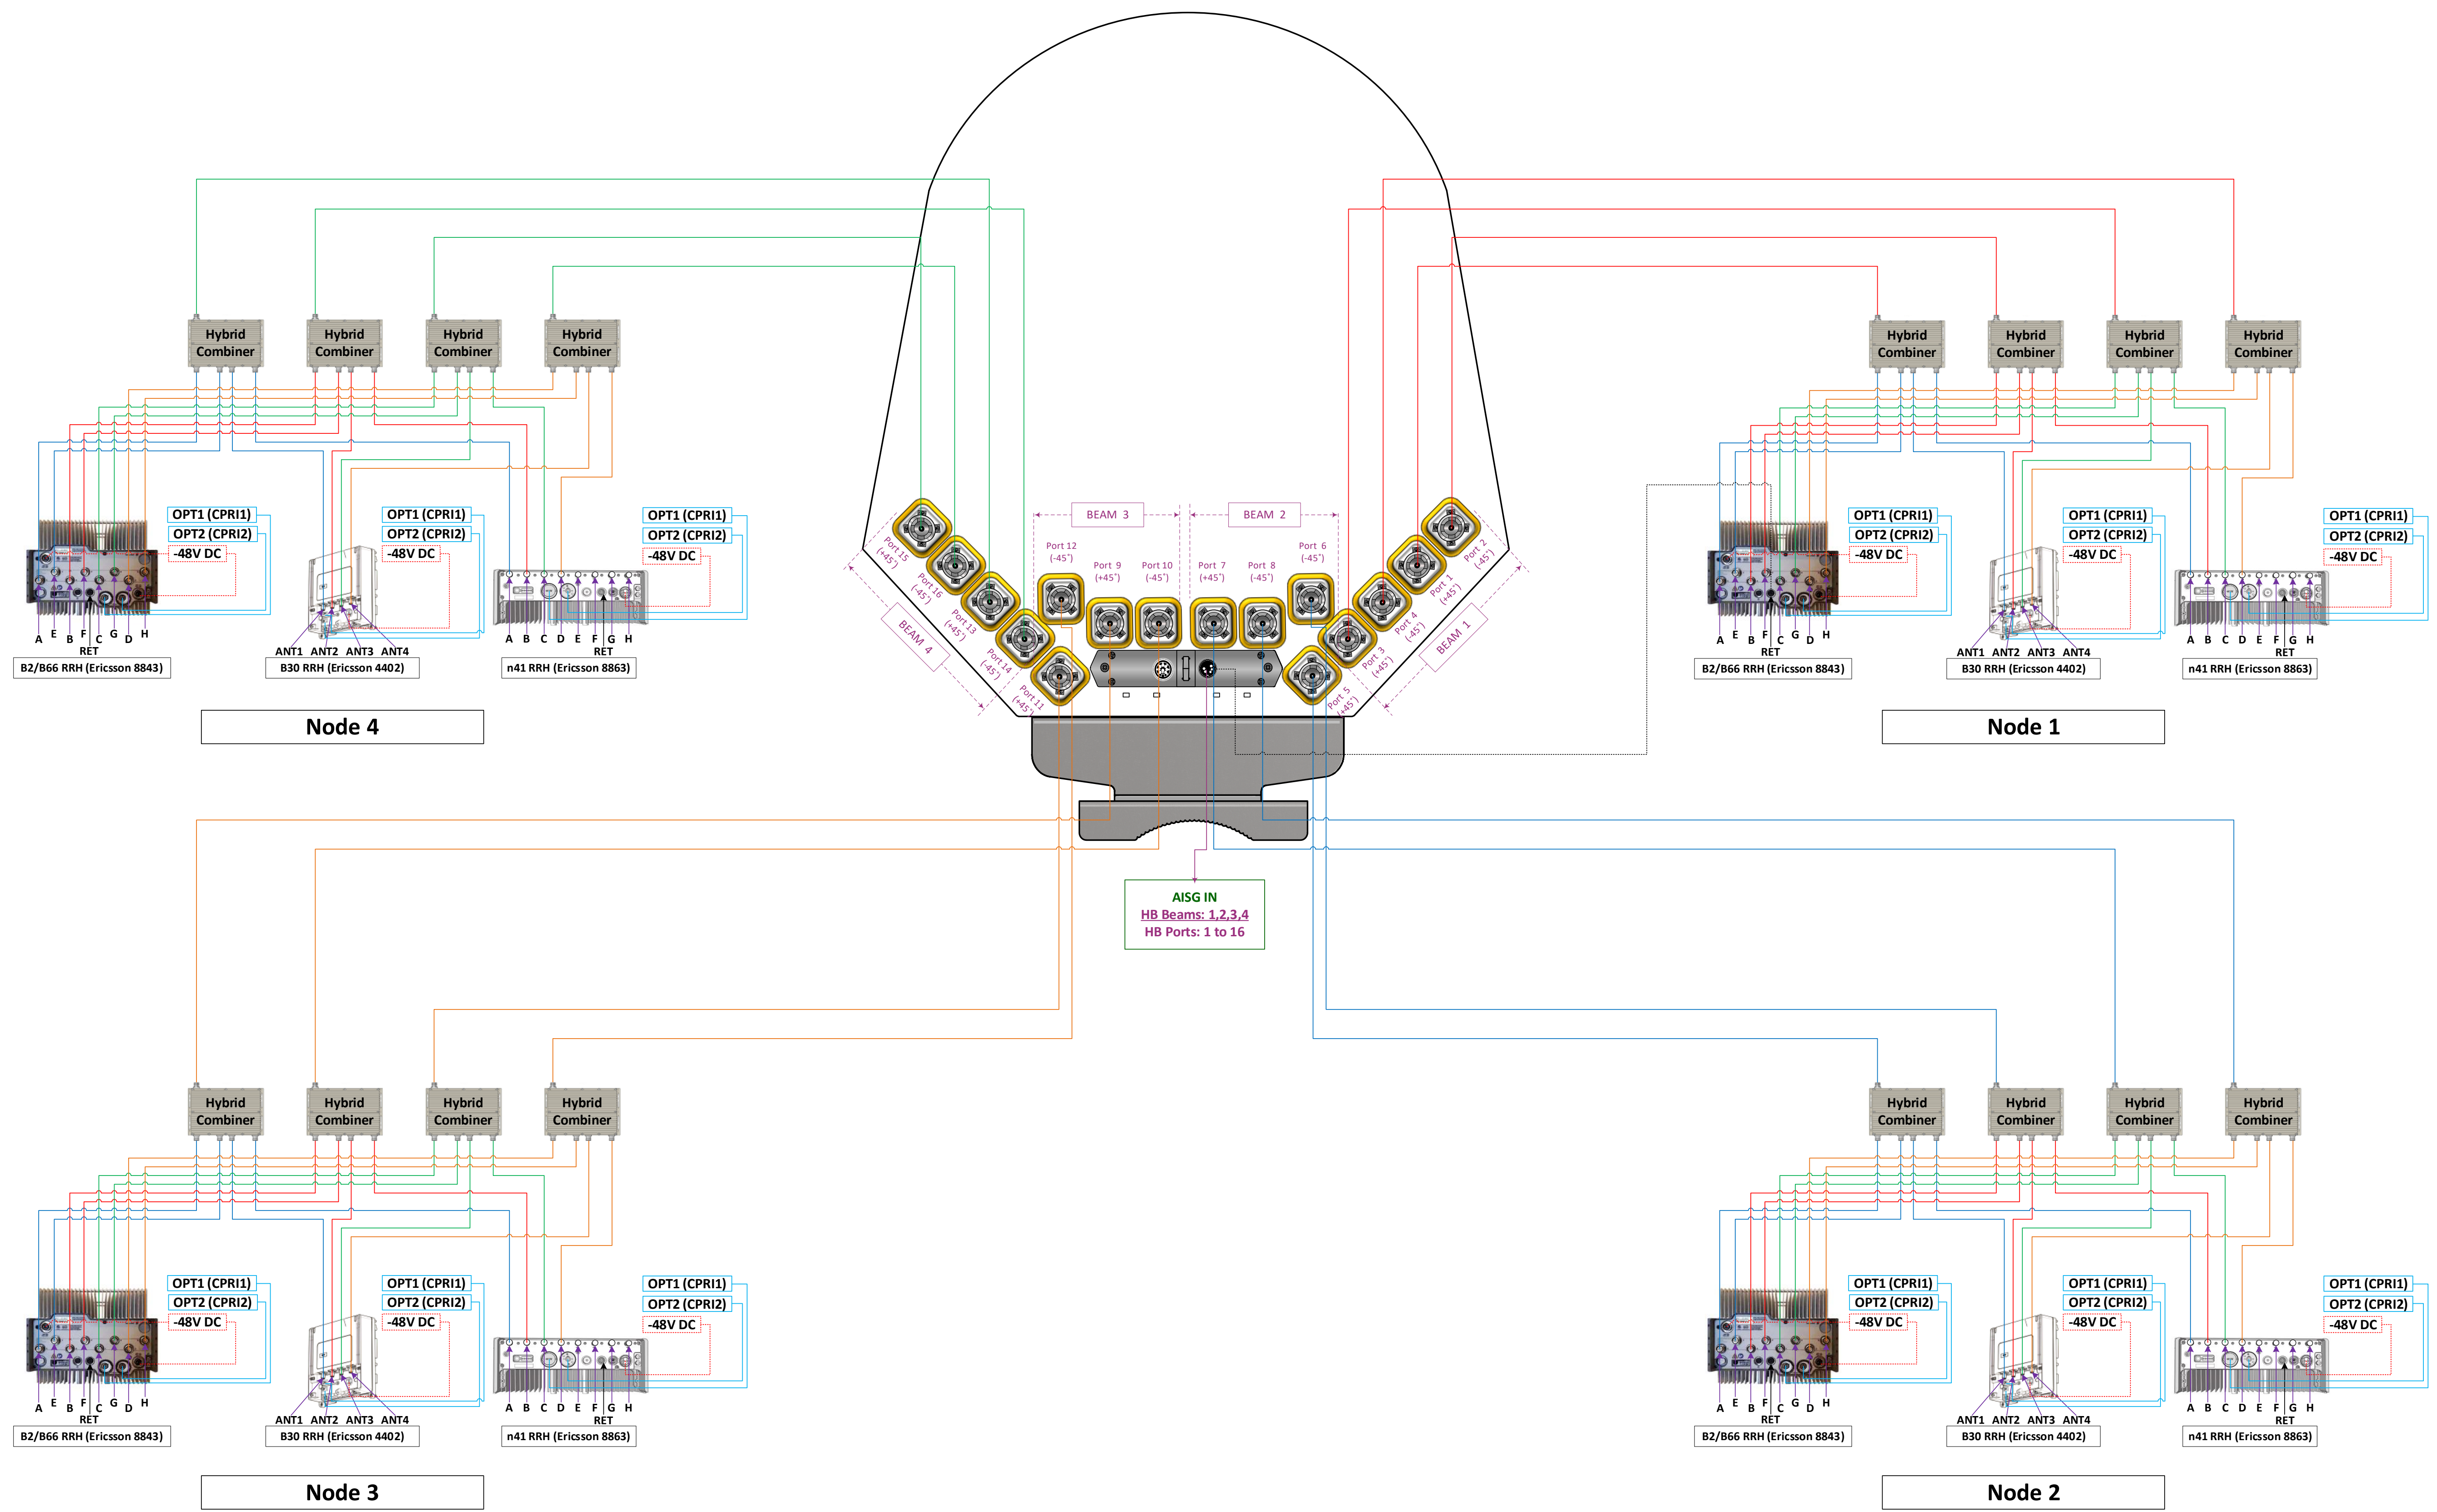 Hybrid
Combiner
Hybrid
Combiner
Hybrid
Combiner
Hybrid
Combiner
OPT1 (CPRI1)
OPT2 (CPRI2)
-48V DC
OPT1 (CPRI1)
OPT2 (CPRI2)
-48V DC
OPT1 (CPRI1)
OPT2 (CPRI2)
-48V DC
A E B F C G D H
RET
ANT1 ANT2 ANT3 ANT4
A B C D E F G H
RET
B2/B66 RRH (Ericsson 8843)
B30 RRH (Ericsson 4402)
n41 RRH (Ericsson 8863)
Node 4
BEAM 3
BEAM 2
Port 15
(+45°)
Port 16
(-45°)
Port 13
(+45°)
Port 14
(-45°)
Port 11
(+45°)
BEAM 4
Port 12
(-45°)
Port 9
(+45°)
Port 10
(-45°)
Port 7
(+45°)
Port 8
(-45°)
Port 6
(-45°)
Port 2
(-45°)
Port 1
(+45°)
Port 4
(-45°)
Port 3
(+45°)
Port 5
(+45°)
BEAM 1
AISG IN
HB Beams: 1,2,3,4
HB Ports: 1 to 16
Hybrid
Combiner
Hybrid
Combiner
Hybrid
Combiner
Hybrid
Combiner
OPT1 (CPRI1)
OPT2 (CPRI2)
-48V DC
OPT1 (CPRI1)
OPT2 (CPRI2)
-48V DC
OPT1 (CPRI1)
OPT2 (CPRI2)
-48V DC
A E B F C G D H
RET
ANT1 ANT2 ANT3 ANT4
A B C D E F G H
RET
B2/B66 RRH (Ericsson 8843)
B30 RRH (Ericsson 4402)
n41 RRH (Ericsson 8863)
Node 1
Hybrid
Combiner
Hybrid
Combiner
Hybrid
Combiner
Hybrid
Combiner
OPT1 (CPRI1)
OPT2 (CPRI2)
-48V DC
OPT1 (CPRI1)
OPT2 (CPRI2)
-48V DC
OPT1 (CPRI1)
OPT2 (CPRI2)
-48V DC
A E B F C G D H
RET
ANT1 ANT2 ANT3 ANT4
A B C D E F G H
RET
B2/B66 RRH (Ericsson 8843)
B30 RRH (Ericsson 4402)
n41 RRH (Ericsson 8863)
Node 3
Hybrid
Combiner
Hybrid
Combiner
Hybrid
Combiner
Hybrid
Combiner
OPT1 (CPRI1)
OPT2 (CPRI2)
-48V DC
OPT1 (CPRI1)
OPT2 (CPRI2)
-48V DC
OPT1 (CPRI1)
OPT2 (CPRI2)
-48V DC
A E B F C G D H
RET
ANT1 ANT2 ANT3 ANT4
A B C D E F G H
RET
B2/B66 RRH (Ericsson 8843)
B30 RRH (Ericsson 4402)
n41 RRH (Ericsson 8863)
Node 2